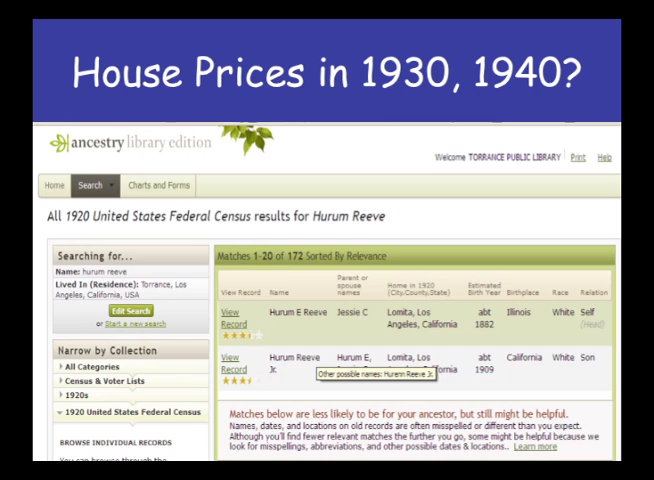 House Prices in 1930, 1940?
ancestry library edition
Welcome TORRANCE PUBLIC LIBRARY Print Help
Home Search Charts and Forms
All 1920 United States Federal Census results for Hurum Reeve
Searching for...
Name: hurum reeve
Lived In (Residence): Torrance, Los
Angeles, California, USA
Edit Search
or Start a new search
Narrow by Collection
All Categories
Census & Voter Lists
1920s
1920 United States Federal Census
BROWSE INDIVIDUAL RECORDS
You can browse through the
Matches 1-20 of 172 Sorted By Relevance
View Record Name Parent or spouse names Home in 1920 (City,County,State) Estimated Birth Year Birthplace Race Relation
View Record Hurum E Reeve Jessie C Lomita, Los Angeles, California abt 1882 Illinois White Self (Head)
View Record Hurum Reeve Jr. Hurum E, Lomita, Los abt 1909 California White Son
Other possible names: Hurenn Reeve Jr.
Matches below are less likely to be for your ancestor, but still might be helpful.
Names, dates, and locations on old records are often misspelled or different than you expect.
Although you'll find fewer relevant matches the further you go, some might be helpful because we
look for misspellings, abbreviations, and other possible dates & locations.. Learn more